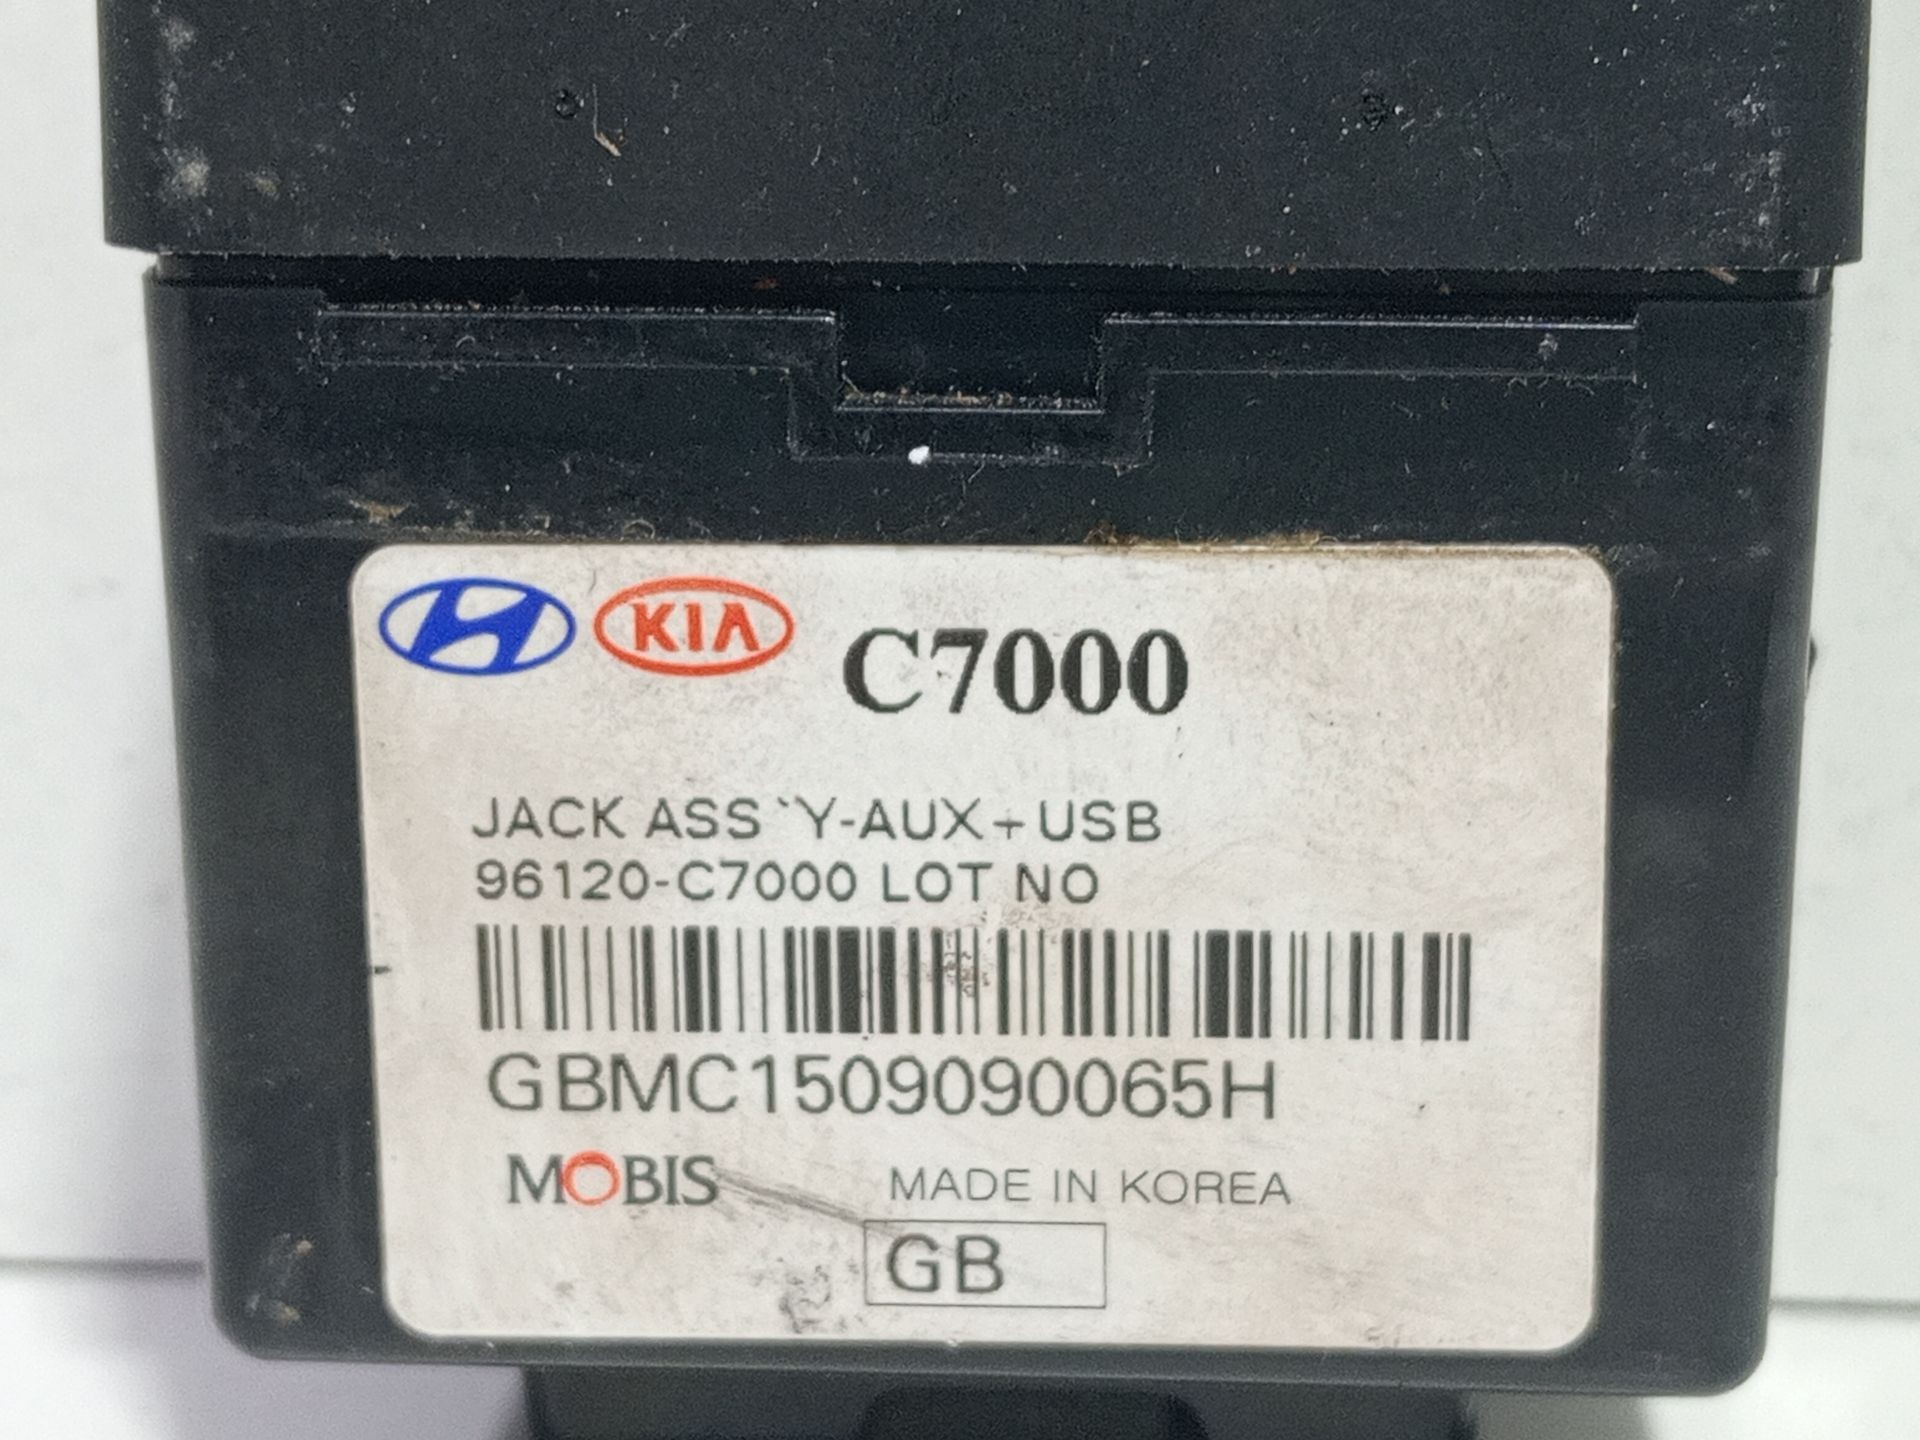 KIA C7000
JACK ASS`Y-AUX+USB
96120-C7000 LOT NO
GBMC1509090065H
MOBIS MADE IN KOREA
GB